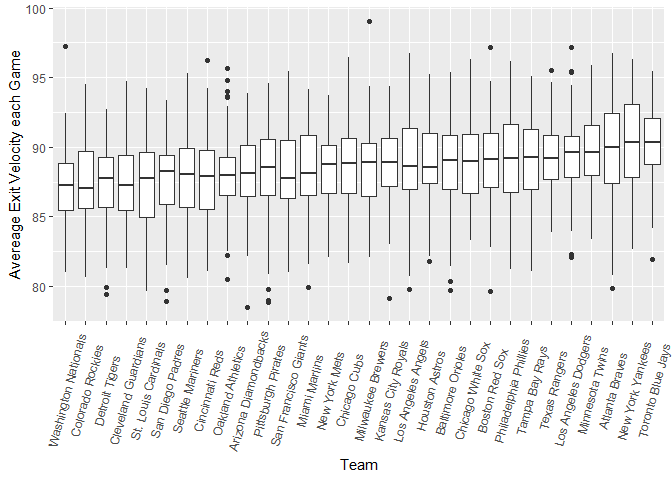 Avereage Exit Velocity each Game
100
95
90
85
80
Washington Nationals
Colorado Rockies
Detroit Tigers
Cleveland Guardians
St. Louis Cardinals
San Diego Padres
Seattle Mariners
Cincinnati Reds
Oakland Athletics
Arizona Diamondbacks
Pittsburgh Pirates
San Francisco Giants
Miami Marlins
New York Mets
Chicago Cubs
Milwaukee Brewers
Kansas City Royals
Los Angeles Angels
Houston Astros
Baltimore Orioles
Chicago White Sox
Boston Red Sox
Philadelphia Phillies
Tampa Bay Rays
Texas Rangers
Los Angeles Dodgers
Minnesota Twins
Atlanta Braves
New York Yankees
Toronto Blue Jays
Team